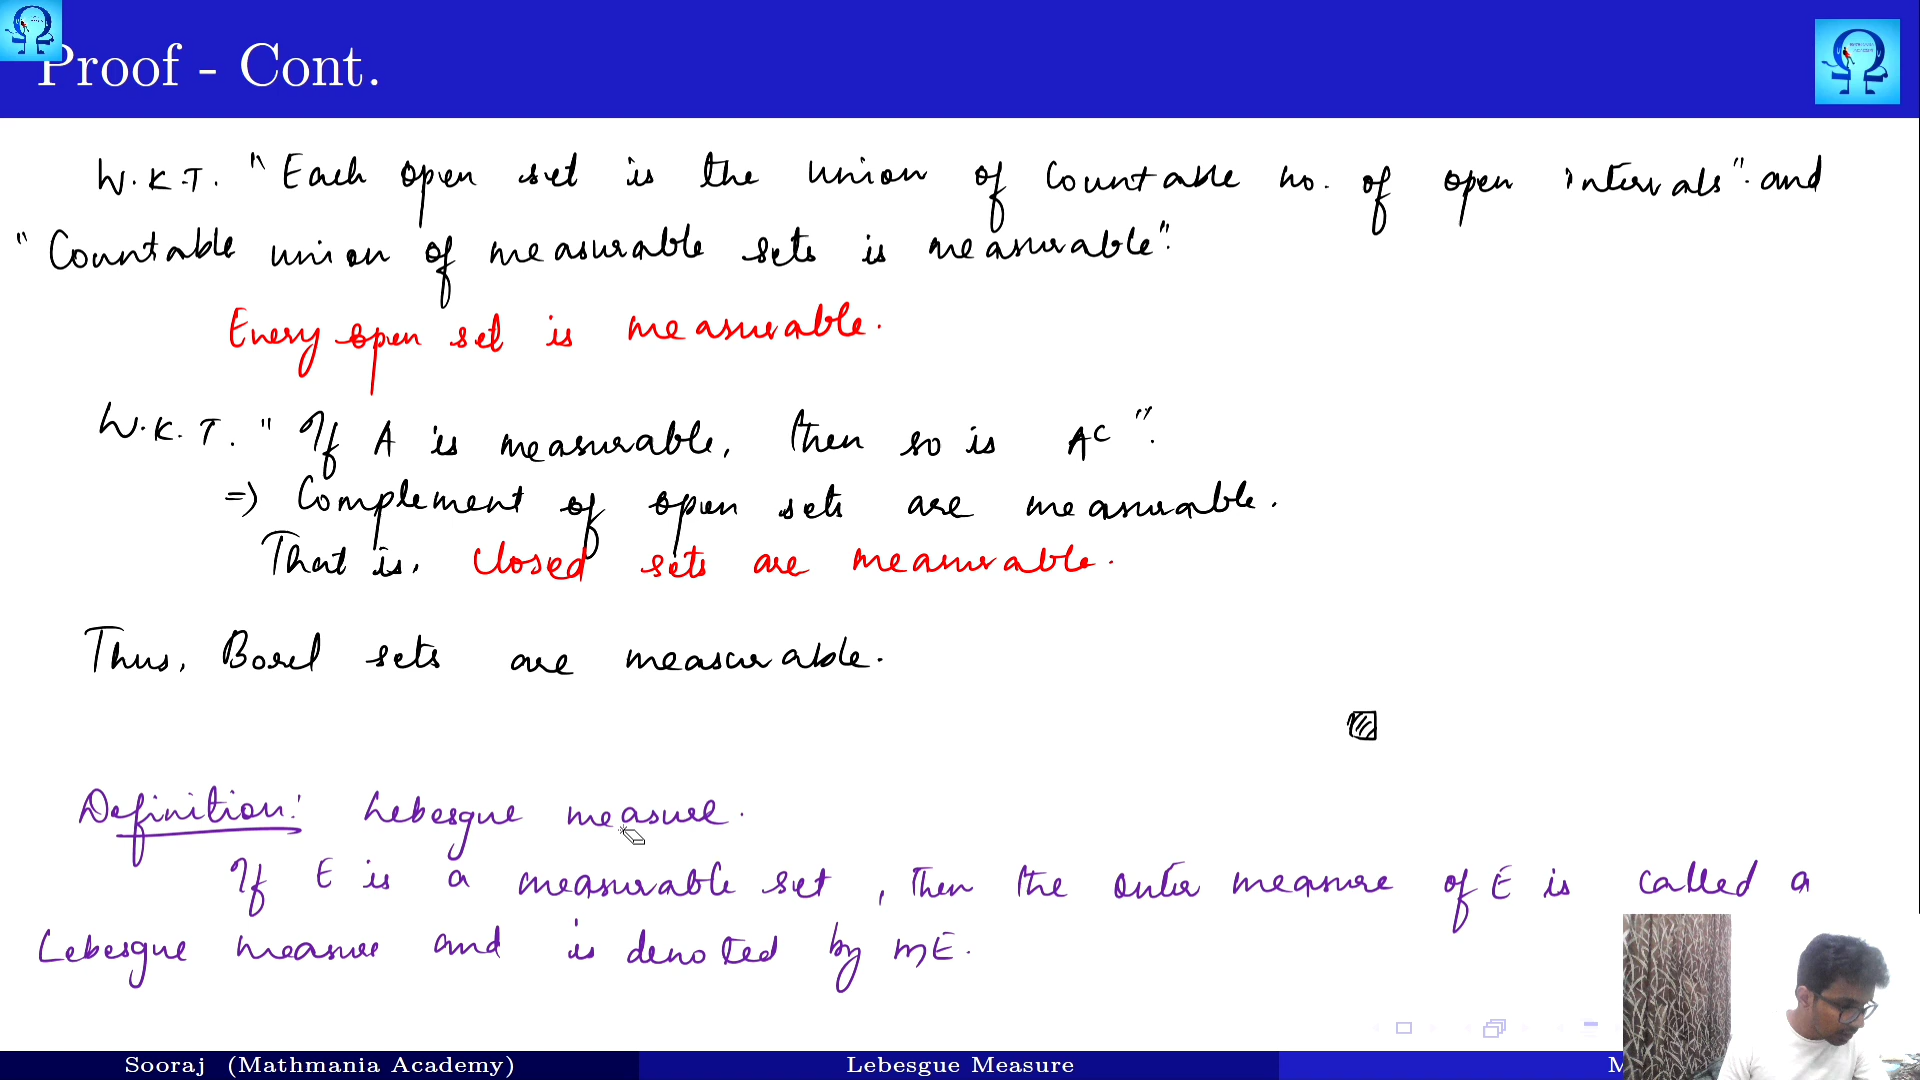 Proof - Cont.
W.K.T. "Each open set is the union of Countable no. of open intervals". and
"Countable union of measurable sets is measurable".
Every open set is measurable.
W.K.T. "If A is measurable, then so is Aᶜ".
=) Complement of open sets are measurable.
That is, Closed sets are measurable.
Thus, Borel sets are measurable.
Definition: Lebesgue measure.
If E is a measurable set, then the outer measure of E is called a
Lebesgue measure and is denoted by mE.
Sooraj (Mathmania Academy)
Lebesgue Measure